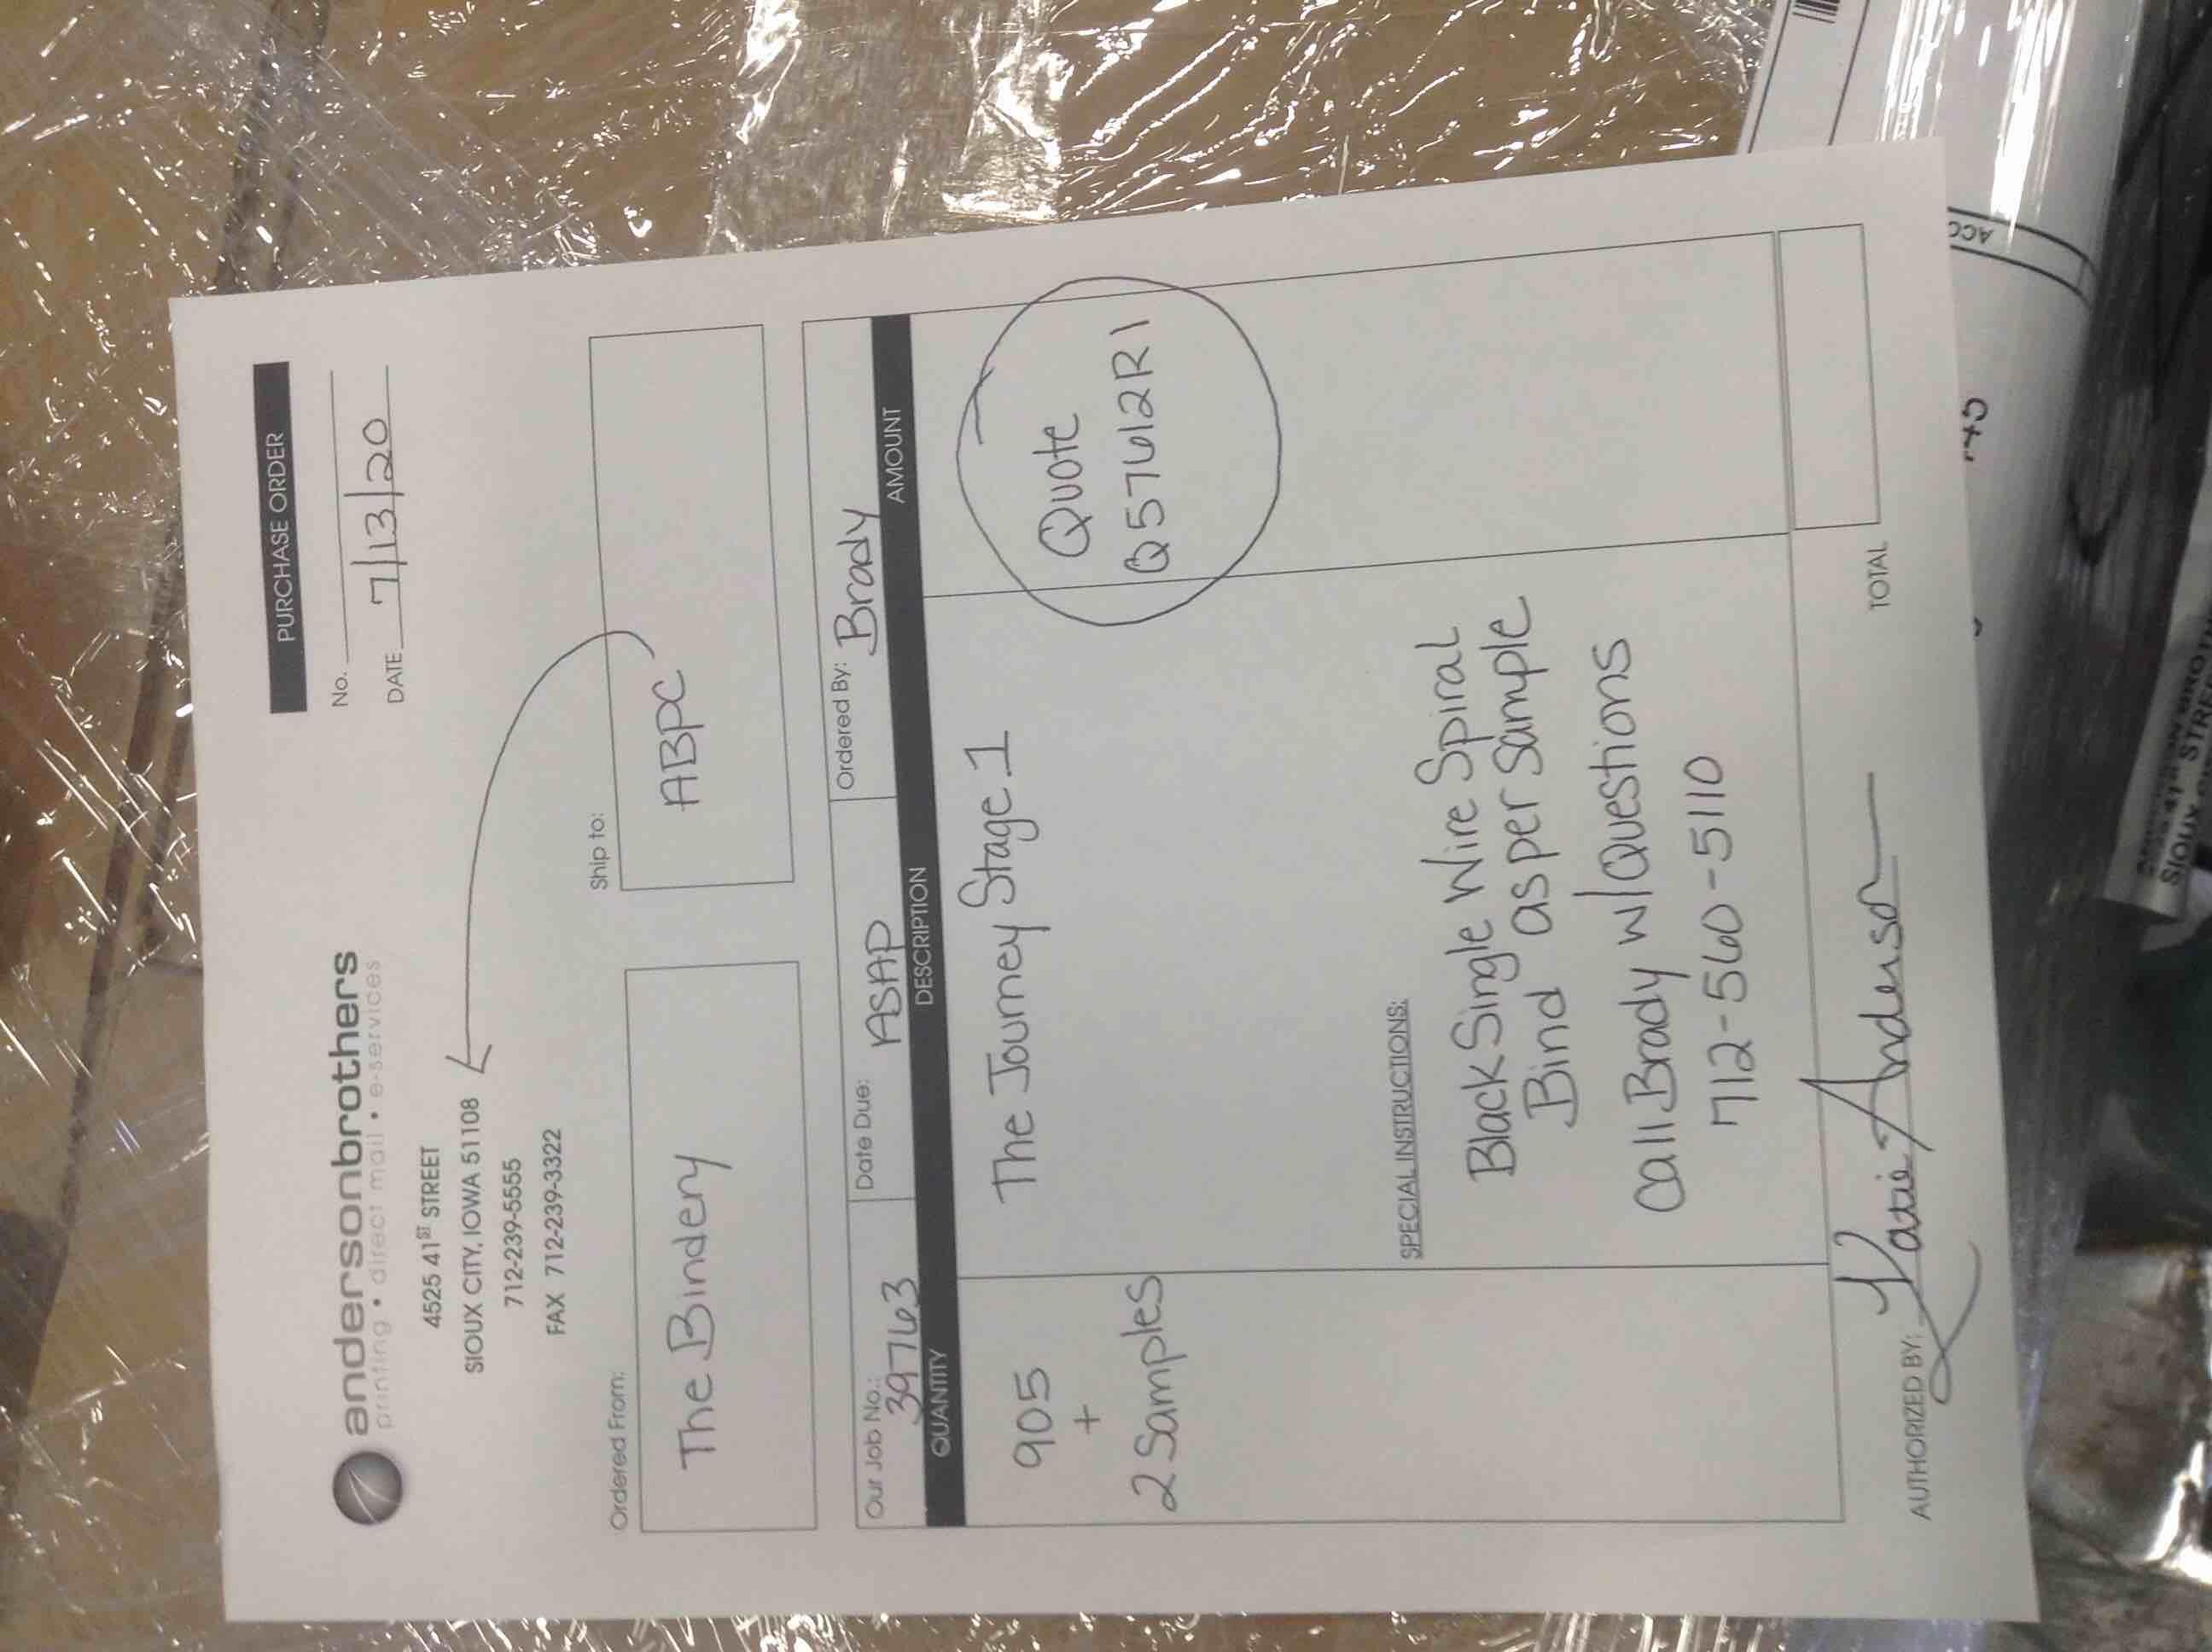 andersonbrothers
printing • direct mail • e-services
4525 41ST STREET
SIOUX CITY, IOWA 51108
712-239-5555
FAX 712-239-3322
PURCHASE ORDER
No.
DATE 7/13/20
Ordered From:
The Bindery
Ship to:
ABPC
Our Job No.: 39763
Date Due: ASAP
Ordered By: Brady
QUANTITY DESCRIPTION AMOUNT
905
+
2 Samples
The Journey Stage 1
Quote
Q57612R1
SPECIAL INSTRUCTIONS:
Black Single Wire Spiral
Bind as per sample
Call Brady w/Questions
712-560-5110
TOTAL
AUTHORIZED BY: Anderson
ACC